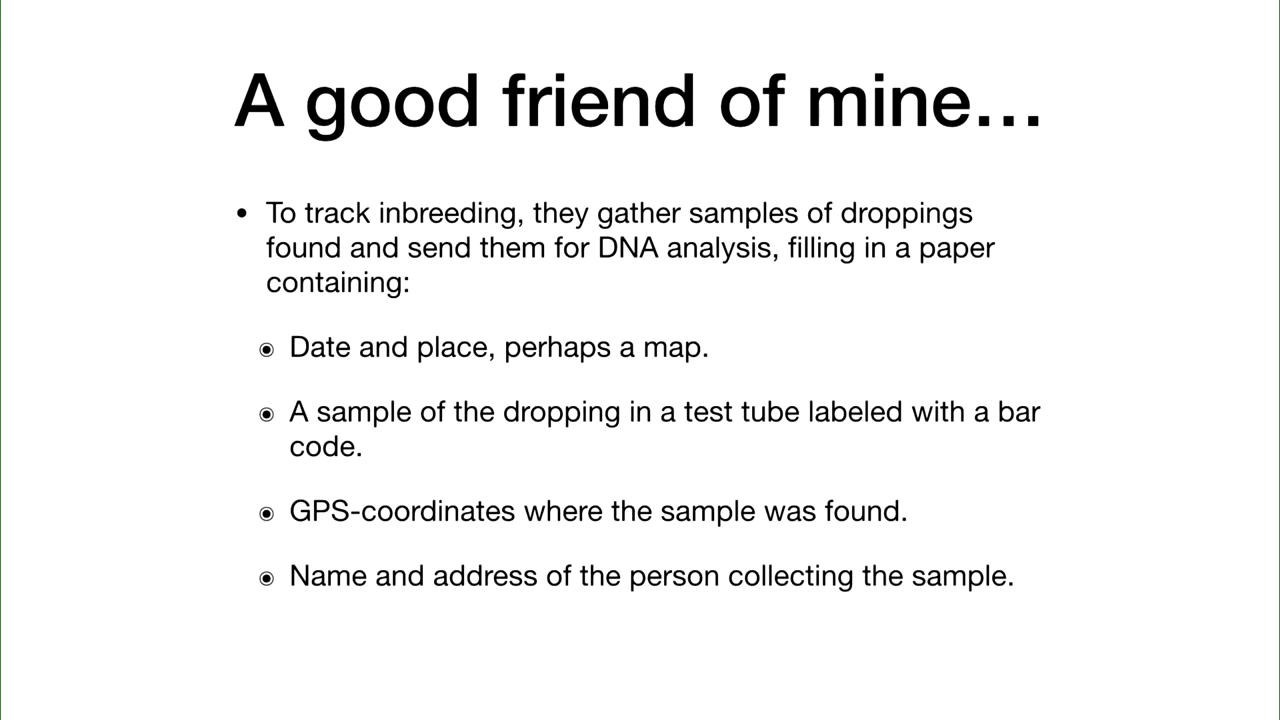 A good friend of mine…
• To track inbreeding, they gather samples of droppings
found and send them for DNA analysis, filling in a paper
containing:
◉ Date and place, perhaps a map.
◉ A sample of the dropping in a test tube labeled with a bar
code.
◉ GPS-coordinates where the sample was found.
◉ Name and address of the person collecting the sample.